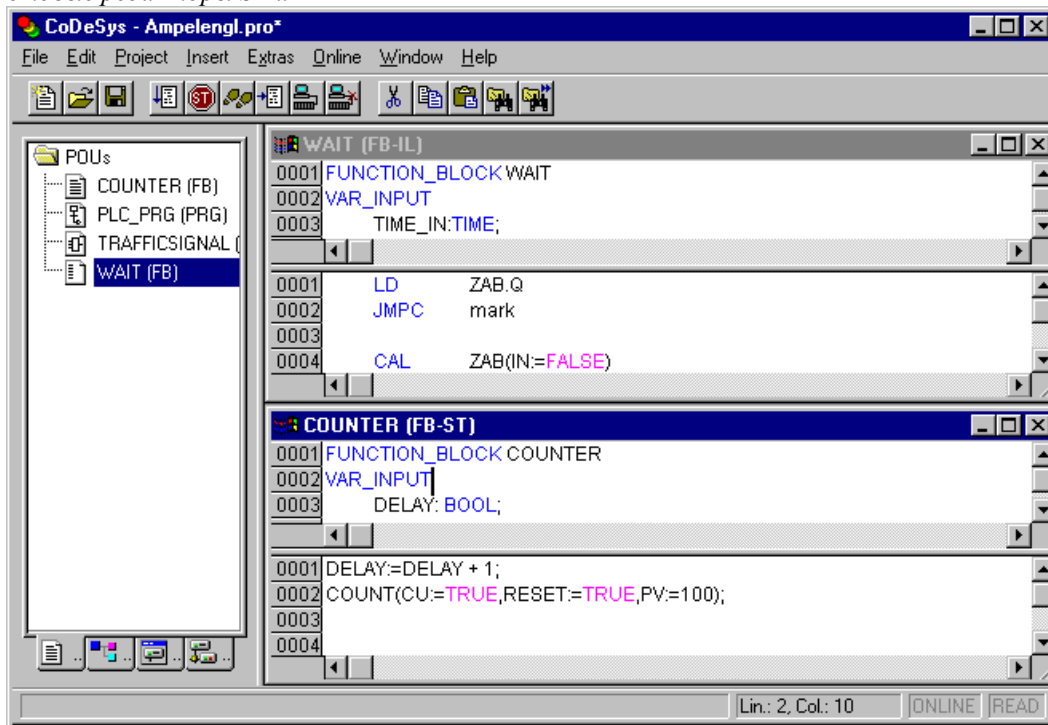 CoDeSys - Ampelengl.pro*
File Edit Project Insert Extras Online Window Help
POUs
COUNTER (FB)
PLC_PRG (PRG)
TRAFFICSIGNAL (
WAIT (FB)
WAIT (FB-IL)
0001 FUNCTION_BLOCK WAIT
0002 VAR_INPUT
0003 TIME_IN:TIME;
0001 LD ZAB.Q
0002 JMPC mark
0003
0004 CAL ZAB(IN:=FALSE)
COUNTER (FB-ST)
0001 FUNCTION_BLOCK COUNTER
0002 VAR_INPUT
0003 DELAY: BOOL;
0001 DELAY:=DELAY + 1;
0002 COUNT(CU:=TRUE,RESET:=TRUE,PV:=100);
0003
0004
Lin.: 2, Col.: 10 ONLINE READ